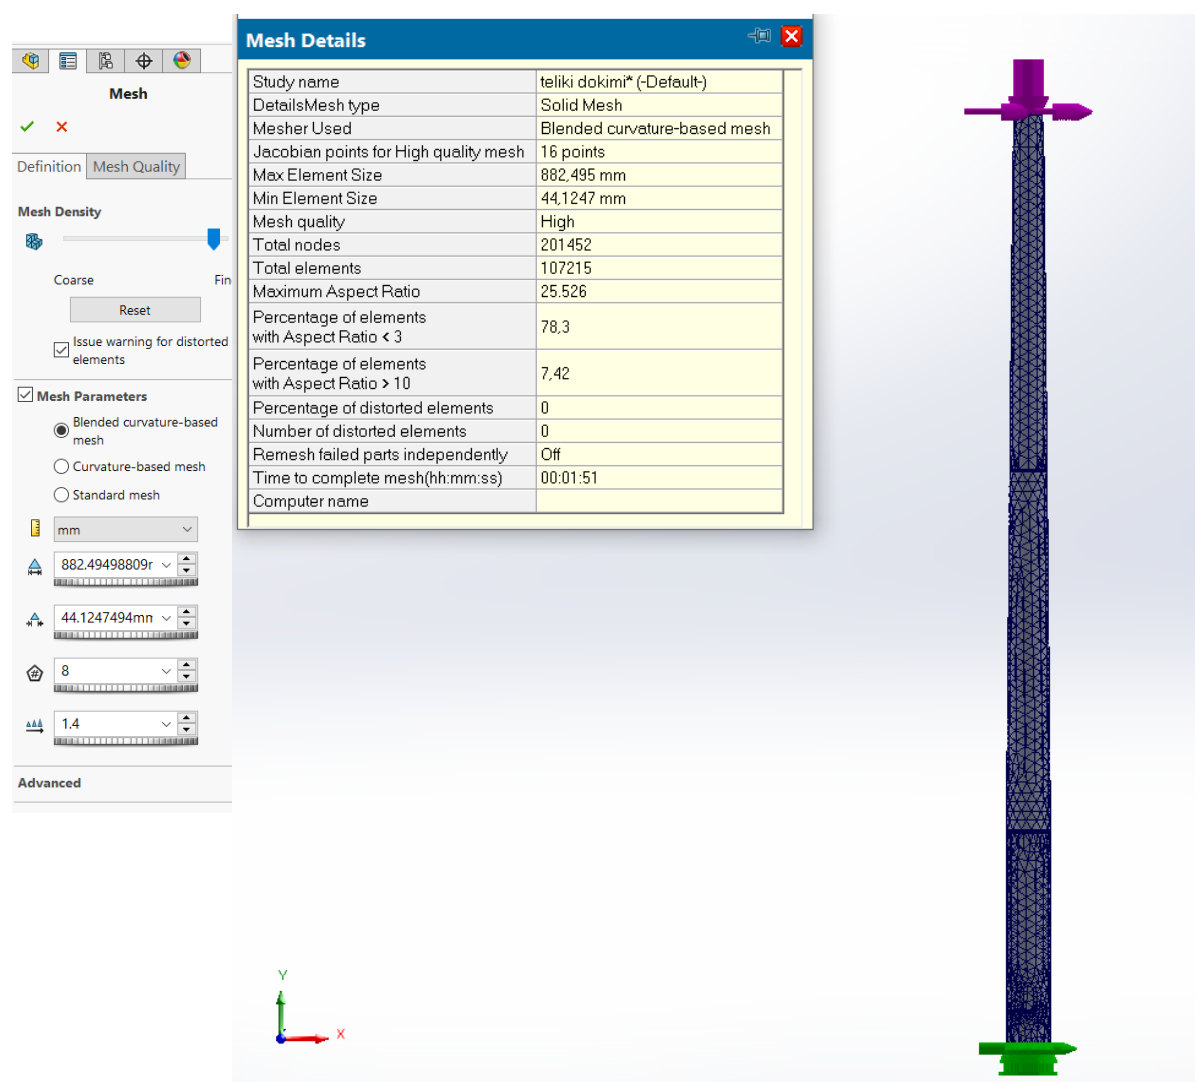 Mesh
Definition
Mesh Quality
Mesh Density
Coarse
Fin
Reset
Issue warning for distorted
elements
Mesh Parameters
Blended curvature-based
mesh
Curvature-based mesh
Standard mesh
mm
882.49498809r
44.1247494mm
8
1.4
Advanced
Mesh Details
Study name teliki dokimi* (-Default-)
DetailsMesh type Solid Mesh
Mesher Used Blended curvature-based mesh
Jacobian points for High quality mesh 16 points
Max Element Size 882,495 mm
Min Element Size 44,1247 mm
Mesh quality High
Total nodes 201452
Total elements 107215
Maximum Aspect Ratio 25.526
Percentage of elements
with Aspect Ratio < 3 78,3
Percentage of elements
with Aspect Ratio > 10 7,42
Percentage of distorted elements 0
Number of distorted elements 0
Remesh failed parts independently Off
Time to complete mesh(hh:mm:ss) 00:01:51
Computer name
Y
X